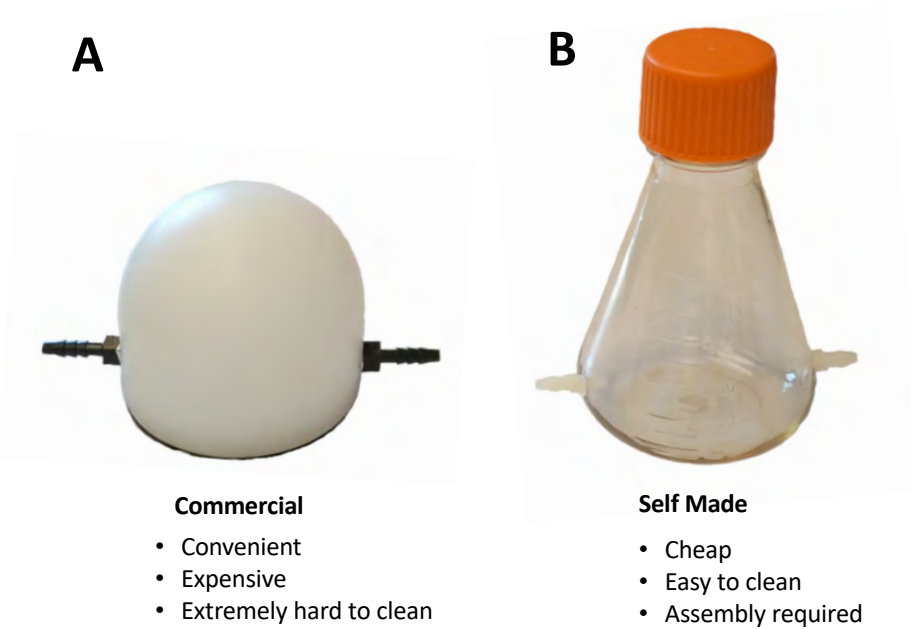 A
B
Commercial
• Convenient
• Expensive
• Extremely hard to clean
Self Made
• Cheap
• Easy to clean
• Assembly required